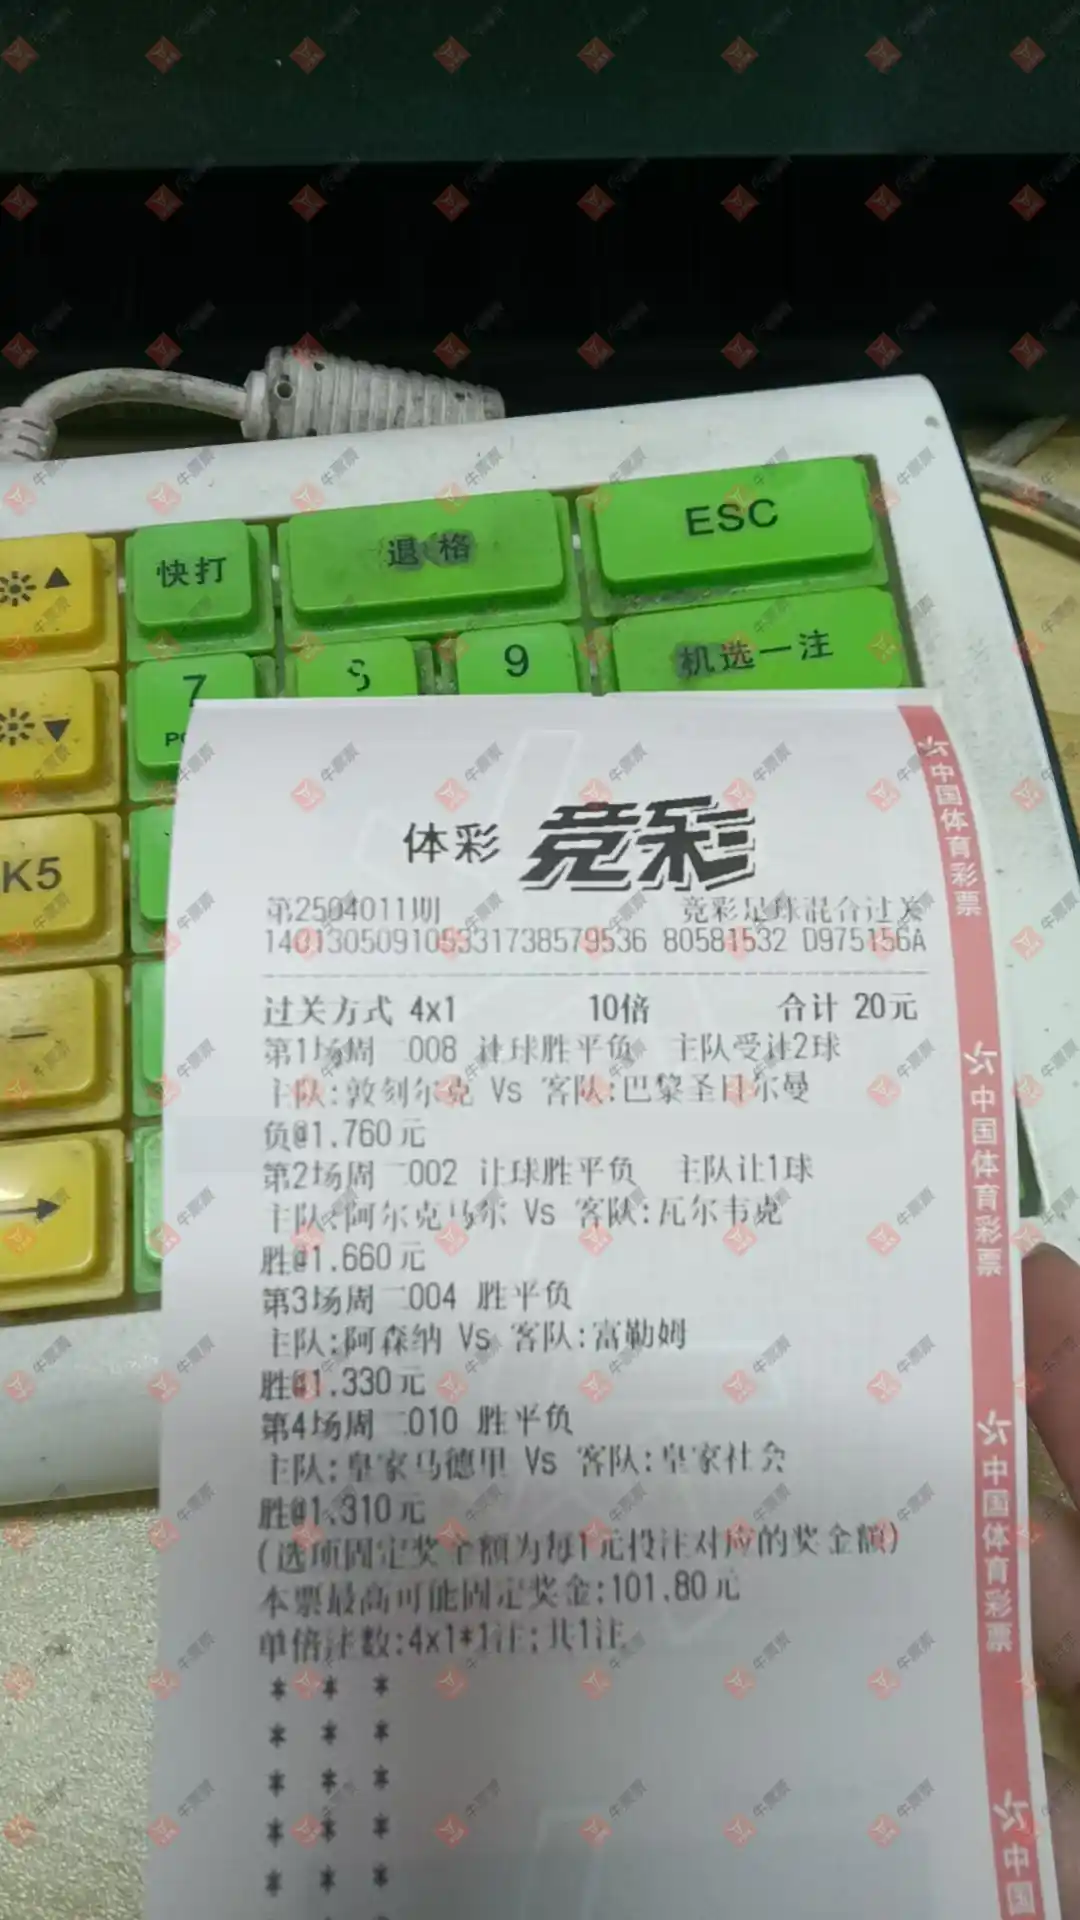 快打
退格
ESC
7
9
机选一注
K5
体彩 竞彩
第2504011期 竞彩足球混合过关
80581532 D975156A
过关方式 4x1 10倍 合计 20元
第1场周二008 让球胜平负 主队受让2球
主队:敦刻尔克 Vs 客队:巴黎圣日尔曼
负@1.760元
第2场周二002 让球胜平负 主队让1球
主队:阿尔克马尔 Vs 客队:瓦尔韦克
胜@1.660元
第3场周二004 胜平负
主队:阿森纳 Vs 客队:富勒姆
胜@1.330元
第4场周二010 胜平负
主队:皇家马德里 Vs 客队:皇家社会
胜@1.310元
(选项固定奖金额为每1元投注对应的奖金额)
本票最高可能固定奖金:101.80元
单倍注数:4x1*1注;共1注
* * *
* * *
* * *
* * *
* * *
中国体育彩票
中国体育彩票
中国体育彩票
中国
牛票票